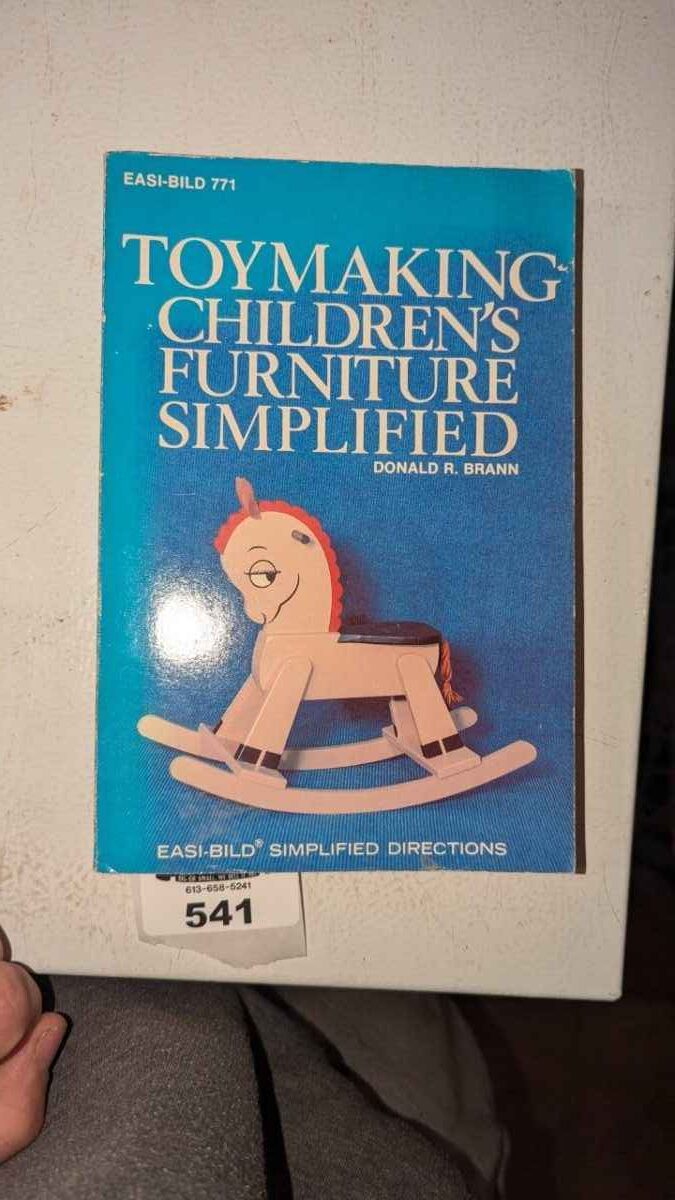 EASI-BILD 771
TOYMAKING
CHILDREN'S
FURNITURE
SIMPLIFIED
DONALD R. BRANN
EASI-BILD® SIMPLIFIED DIRECTIONS
613-658-5241
541